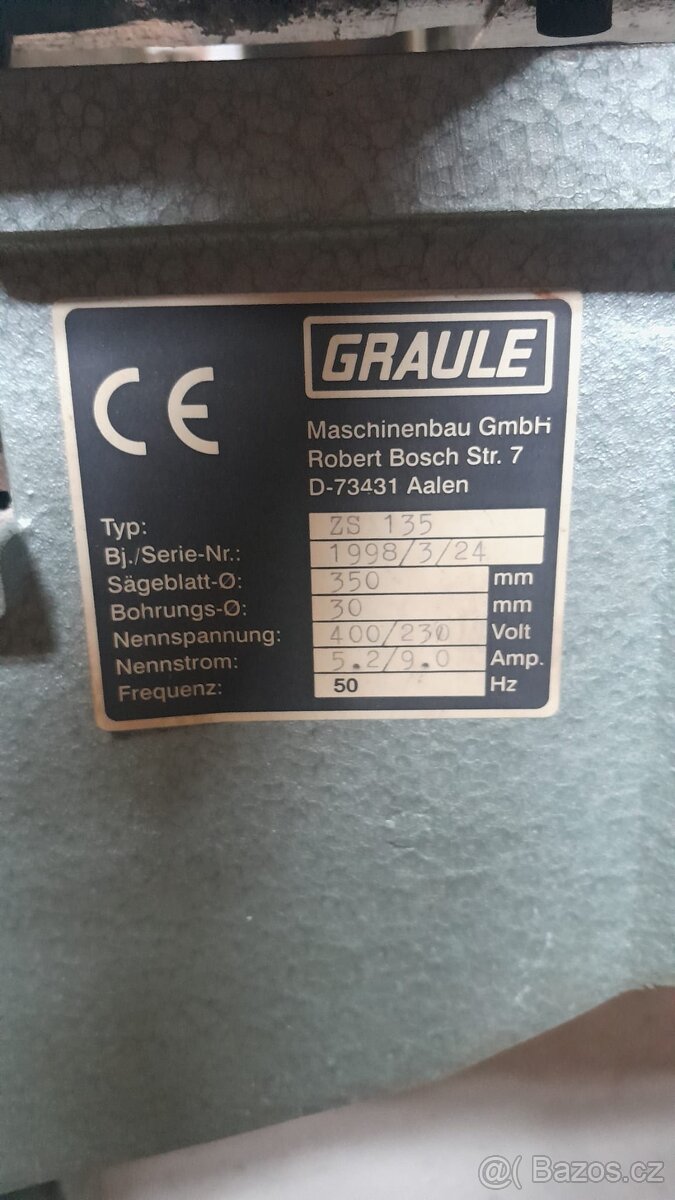 CE
GRAULE
Maschinenbau GmbH
Robert Bosch Str. 7
D-73431 Aalen
Typ: ZS 135
Bj./Serie-Nr.: 1998/3/24
Sägeblatt-Ø: 350 mm
Bohrungs-Ø: 30 mm
Nennspannung: 400/230 Volt
Nennstrom: 5.2/9.0 Amp.
Frequenz: 50 Hz
@( Bazos.cz